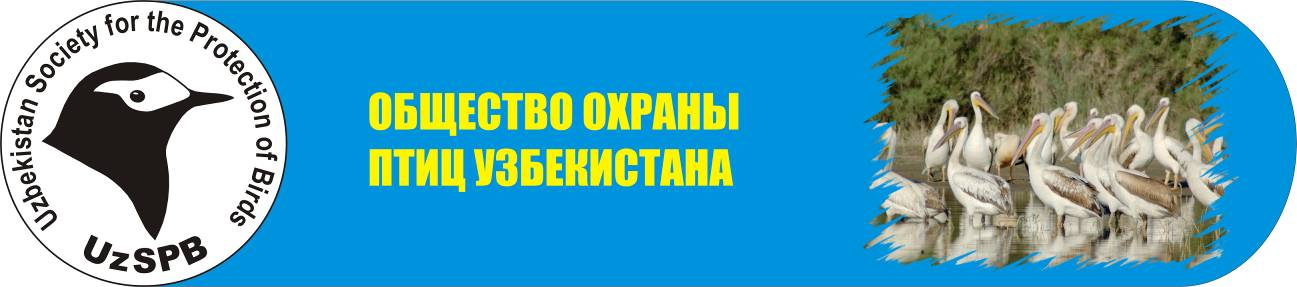 Uzbekistan Society for the Protection of Birds
UzSPB
ОБЩЕСТВО ОХРАНЫ
ПТИЦ УЗБЕКИСТАНА